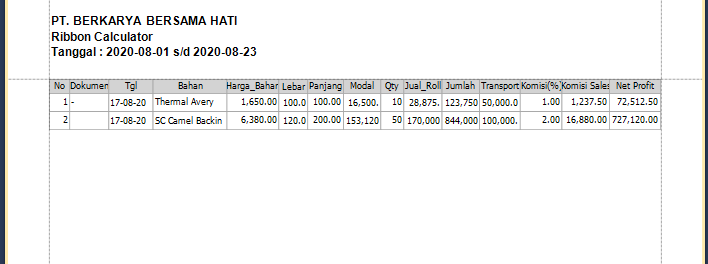 PT. BERKARYA BERSAMA HATI
Ribbon Calculator
Tanggal : 2020-08-01 s/d 2020-08-23
No Dokumen Tgl Bahan Harga_Bahan Lebar Panjang Modal Qty Jual_Roll Jumlah Transport Komisi(%) Komisi Sales Net Profit
1 - 17-08-20 Thermal Avery 1,650.00 100.0 100.00 16,500. 10 28,875. 123,750 50,000.0 1.00 1,237.50 72,512.50
2 17-08-20 SC Camel Backin 6,380.00 120.0 200.00 153,120 50 170,000 844,000 100,000. 2.00 16,880.00 727,120.00